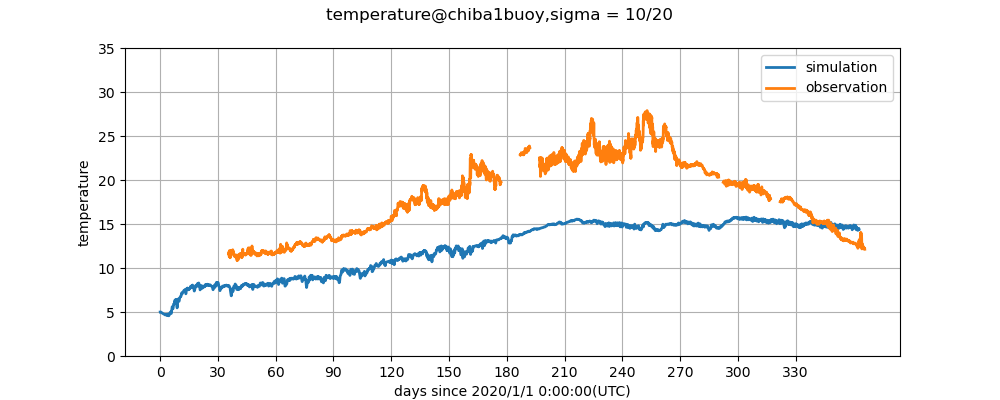 temperature@chiba1buoy,sigma = 10/20
35
30
25
20
15
10
5
0
temperature
simulation
observation
0 30 60 90 120 150 180 210 240 270 300 330
days since 2020/1/1 0:00:00(UTC)